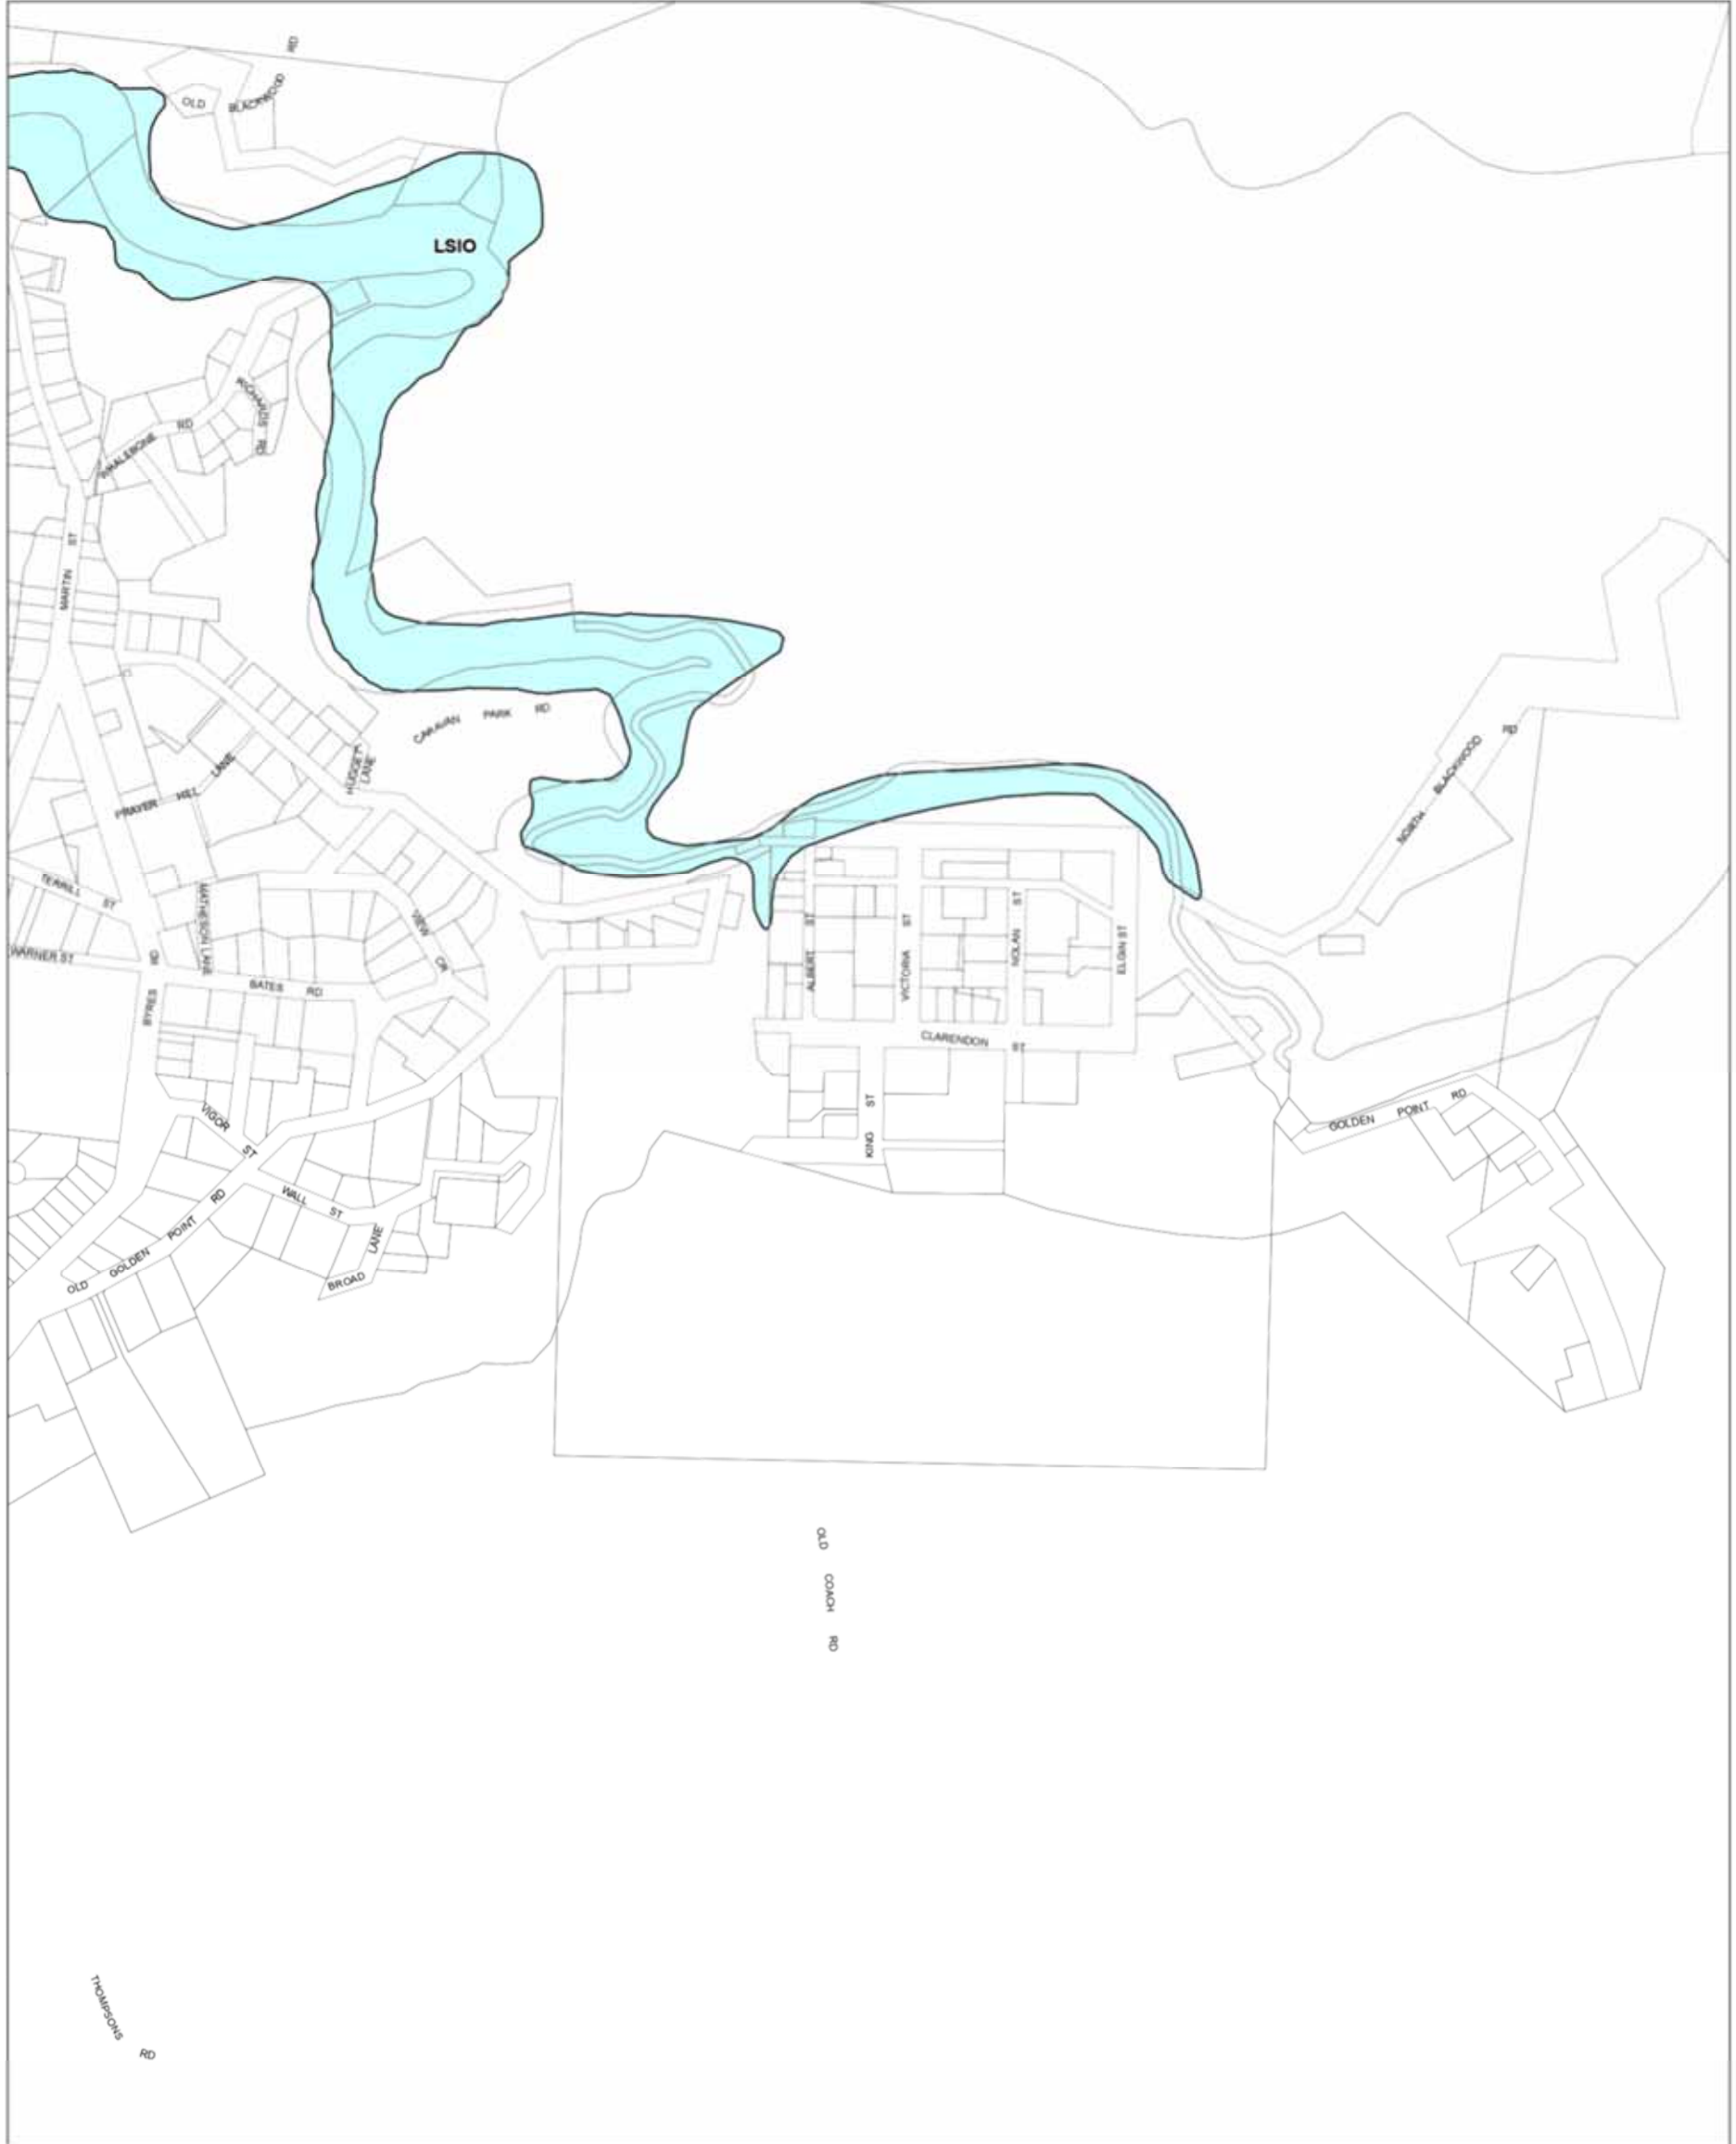 RD
OLD BLACKWOOD
LSIO
RICHARDS RD
WHALEBONE RD
MARTIN ST
CARAVAN PARK RD
HUGGET LANE
PRAYER HILL LANE
NORTH BLACKWOOD RD
TERRILL ST
MATHESON LANE
VIEW CR
WARNER ST
BYRES RD
BATES RD
ALBERT ST
VICTORIA ST
NOLAN ST
ELGIN ST
CLARENDON ST
KING ST
GOLDEN POINT RD
VIGOR ST
WALL ST
BROAD LANE
OLD GOLDEN POINT RD
OLD COACH RD
THOMPSONS RD